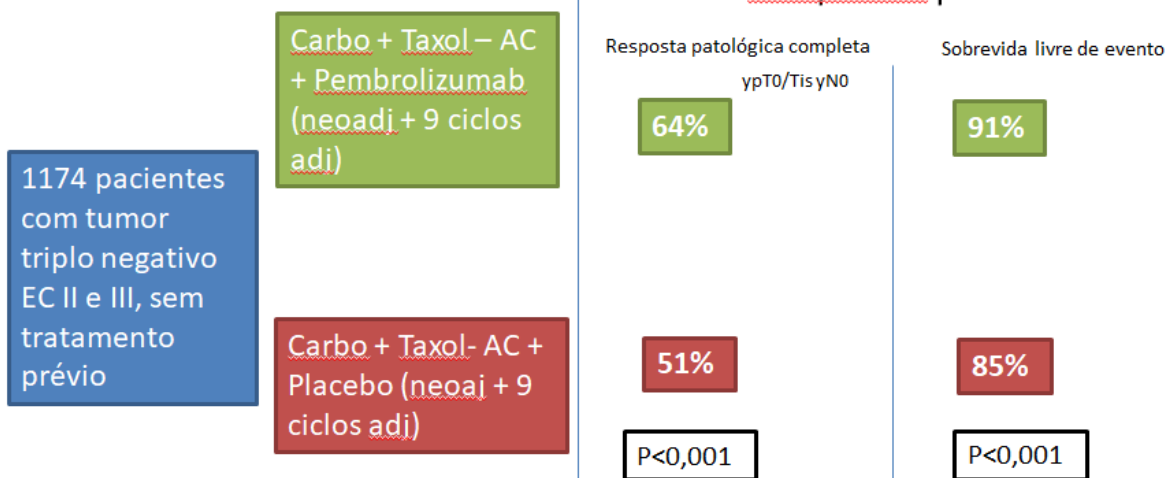 1174 pacientes
com tumor
triplo negativo
EC II e III, sem
tratamento
prévio
Carbo + Taxol – AC
+ Pembrolizumab
(neoadj + 9 ciclos
adj)
Carbo + Taxol- AC +
Placebo (neoaj + 9
ciclos adj)
Resposta patológica completa
ypT0/Tis yN0
64%
51%
P<0,001
Sobrevida livre de evento
91%
85%
P<0,001